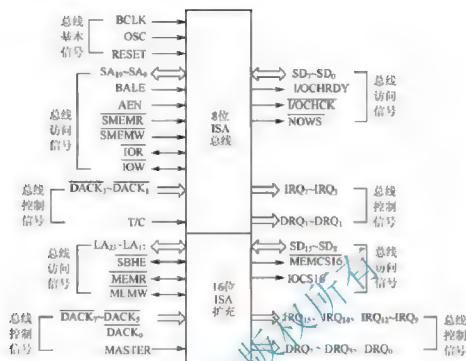 总线
基本
信号
BCLK
OSC
RESET
总线
访问
信号
SA₁₉~SA₀
BALE
AEN
SMEMR
SMEMW
IOR
IOW
总线
控制
信号
DACK₃~DACK₁
T/C
8位
ISA
总线
SD₇~SD₀
I/OCHRDY
I/OCHCK
NOWS
总线
访问
信号
IRQ₇~IRQ₃
DRQ₃~DRQ₁
总线
控制
信号
总线
访问
信号
LA₂₃~LA₁₇
SBHE
MEMR
总线
控制
信号
DACK₇~DACK₅
DACK₀
MASTER
16位
ISA
扩充
SD₁₅~SD₈
MEMCS16
IOCS16
总线
访问
信号
IRQ₁₅、IRQ₁₄、IRQ₁₂~IRQ₉
DRQ₇~DRQ₅、DRQ₀
总线
控制
信号
版权所有